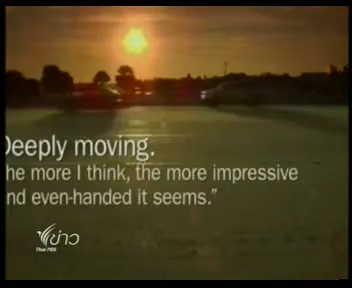 Deeply moving.
he more I think, the more impressive
nd even-handed it seems.”
ข่าว
Thai PBS